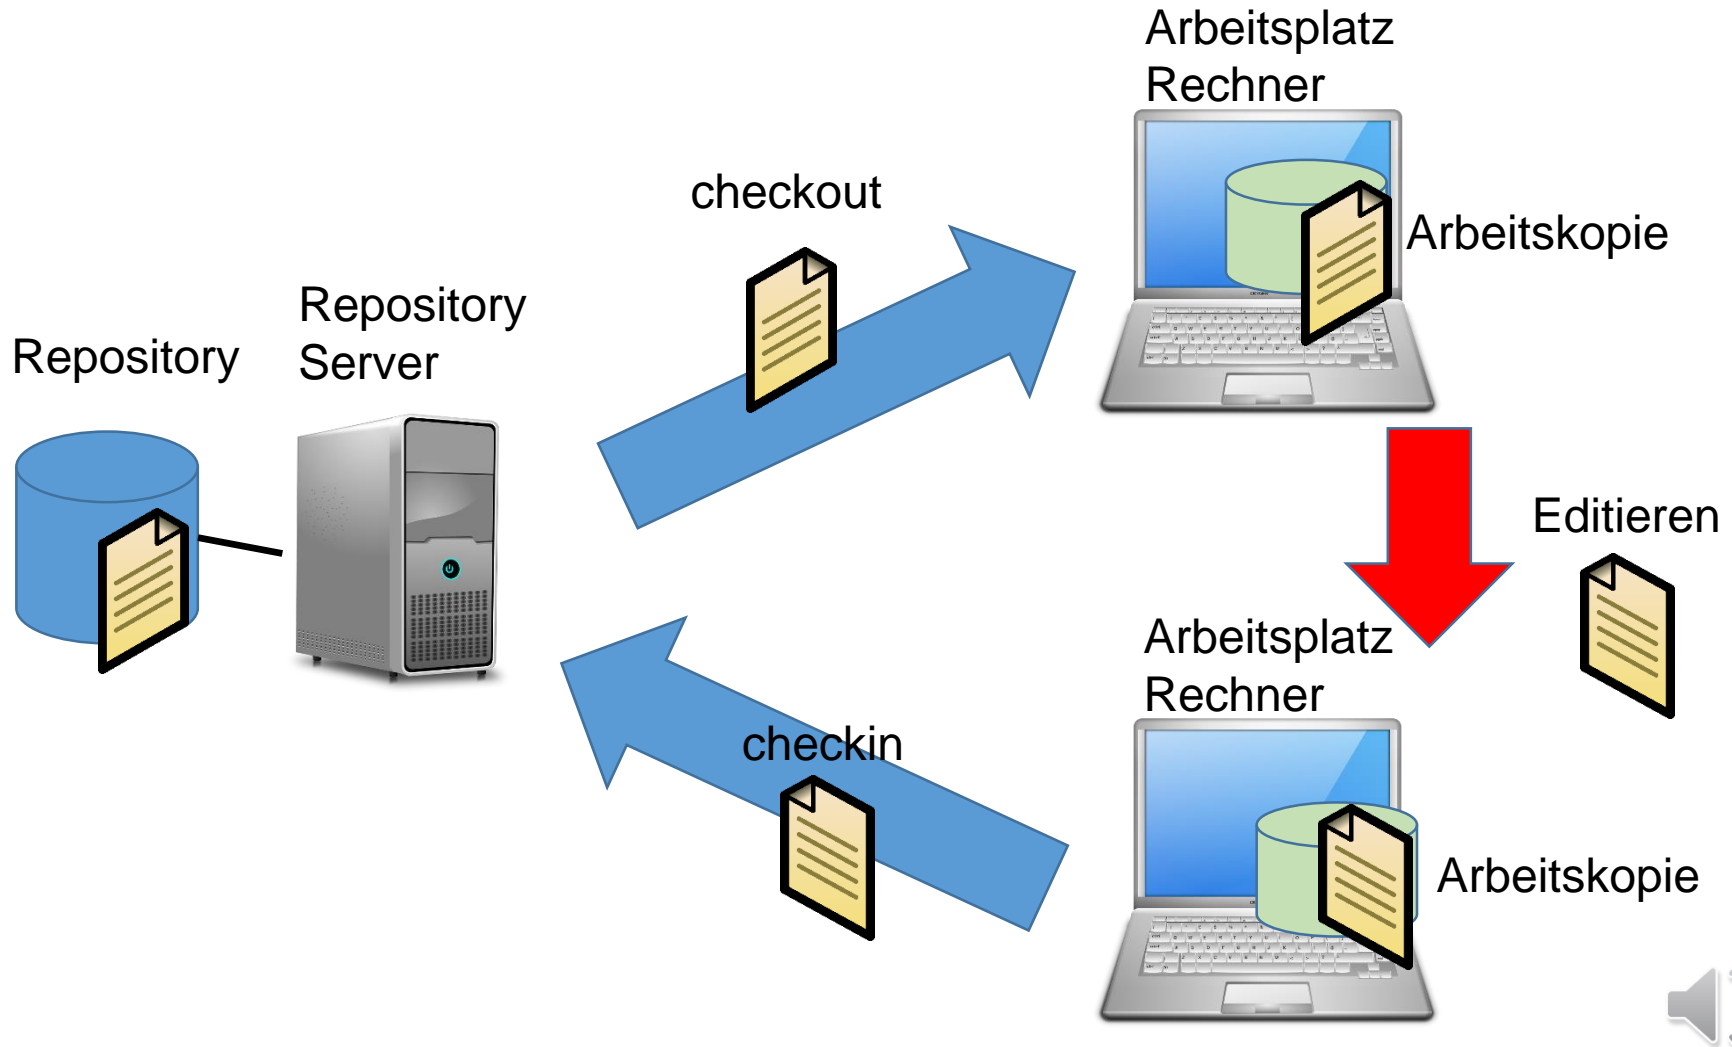 Arbeitsplatz
Rechner
checkout
Arbeitskopie
Repository
Server
Repository
Editieren
Arbeitsplatz
Rechner
checkin
Arbeitskopie